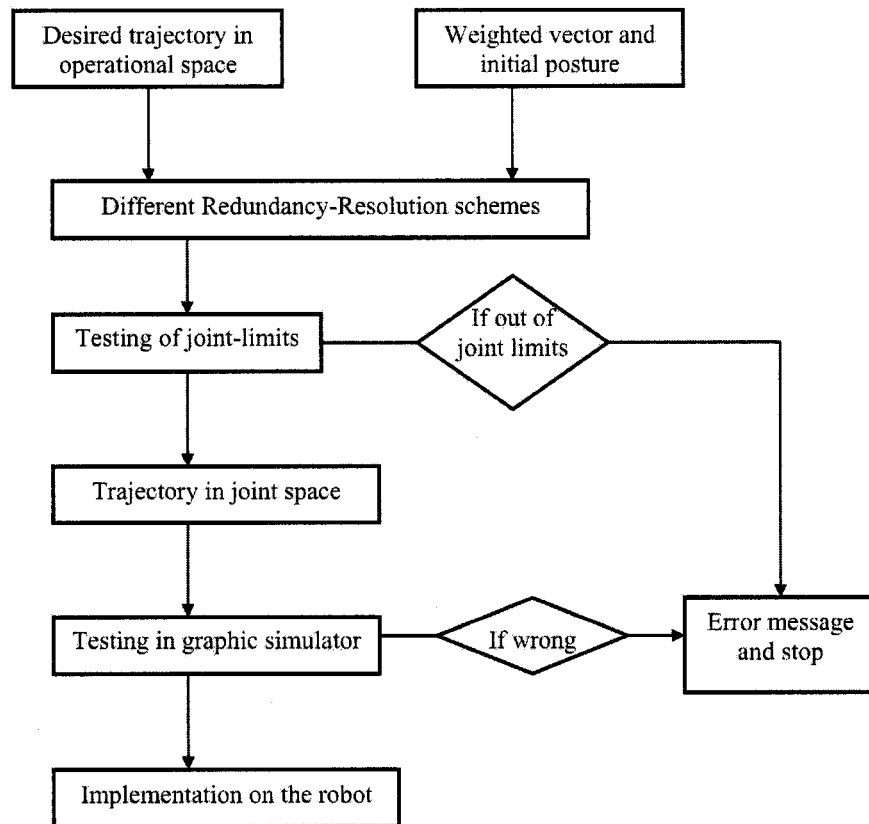 Desired trajectory in
operational space
Weighted vector and
initial posture
Different Redundancy-Resolution schemes
Testing of joint-limits
If out of
joint limits
Trajectory in joint space
Testing in graphic simulator
If wrong
Error message
and stop
Implementation on the robot